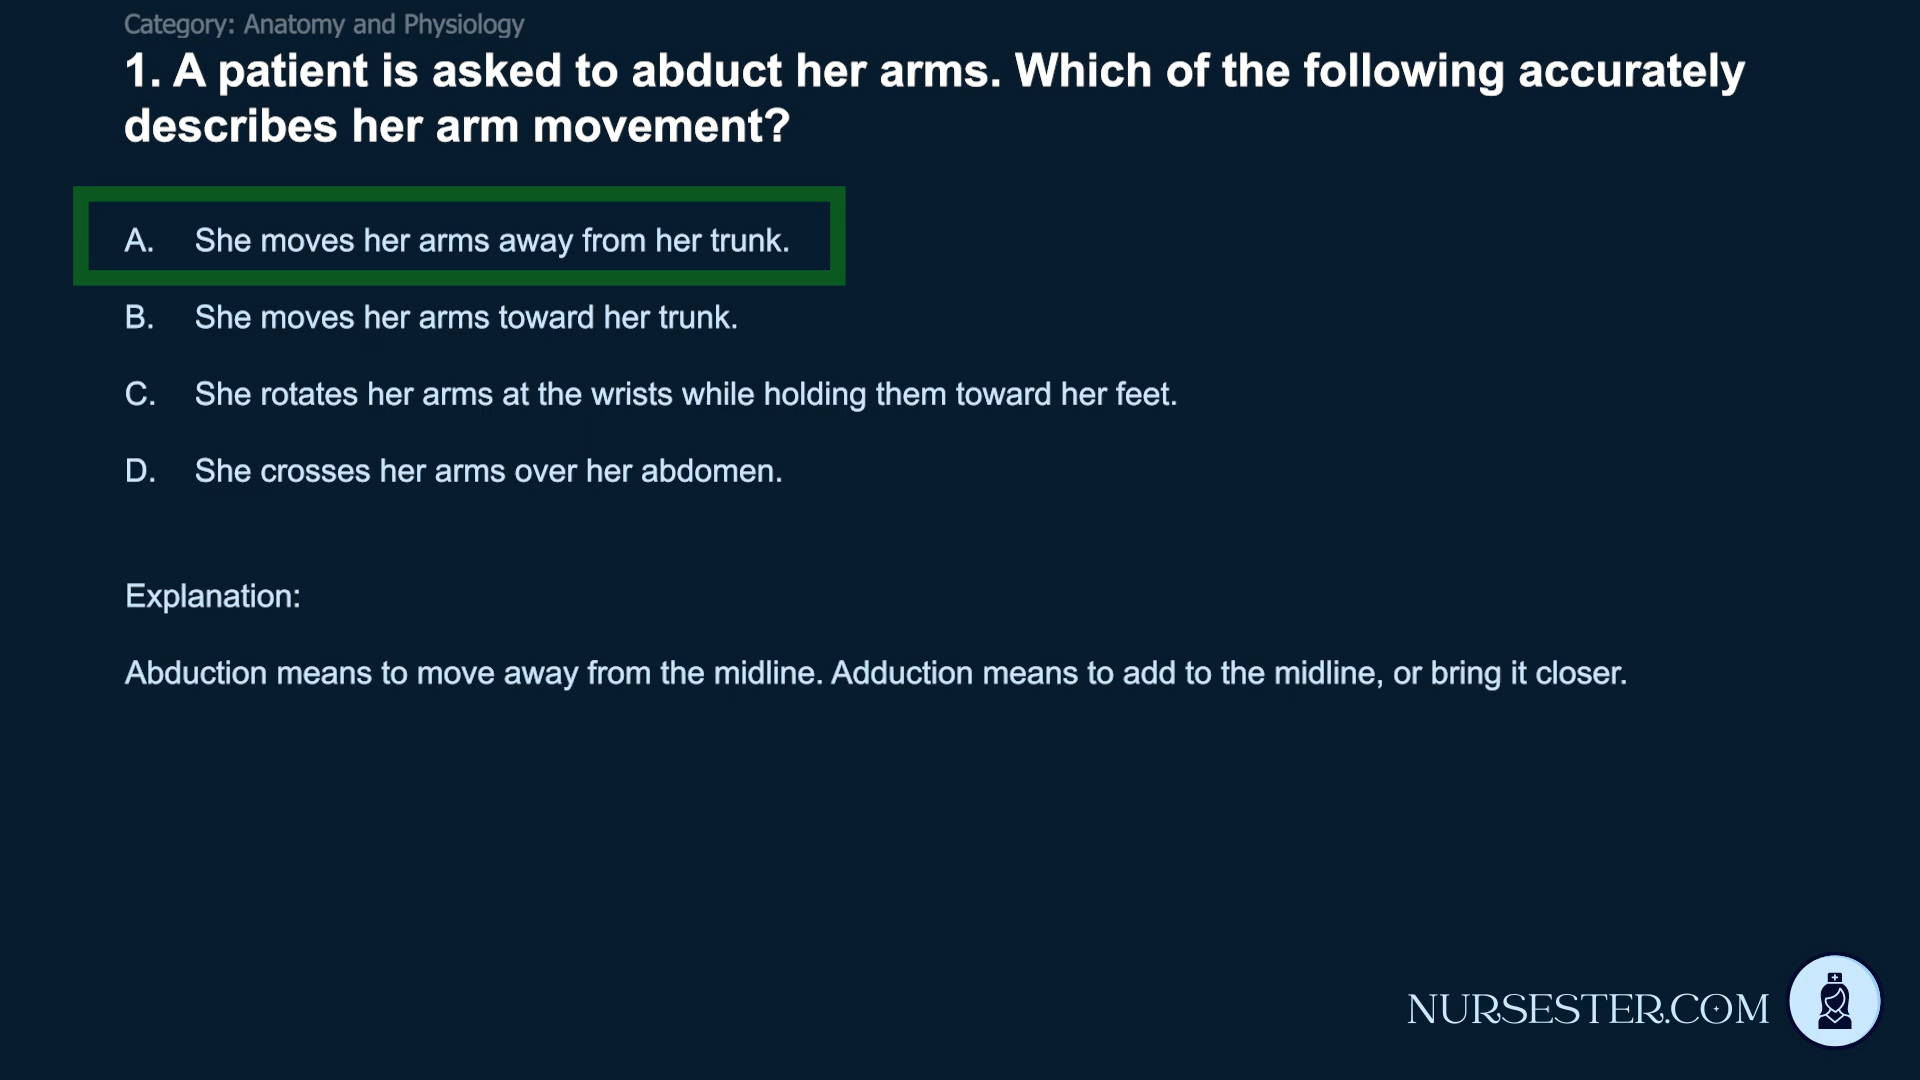 Category: Anatomy and Physiology
1. A patient is asked to abduct her arms. Which of the following accurately
describes her arm movement?
A. She moves her arms away from her trunk.
B. She moves her arms toward her trunk.
C. She rotates her arms at the wrists while holding them toward her feet.
D. She crosses her arms over her abdomen.
Explanation:
Abduction means to move away from the midline. Adduction means to add to the midline, or bring it closer.
NURSESTER.COM